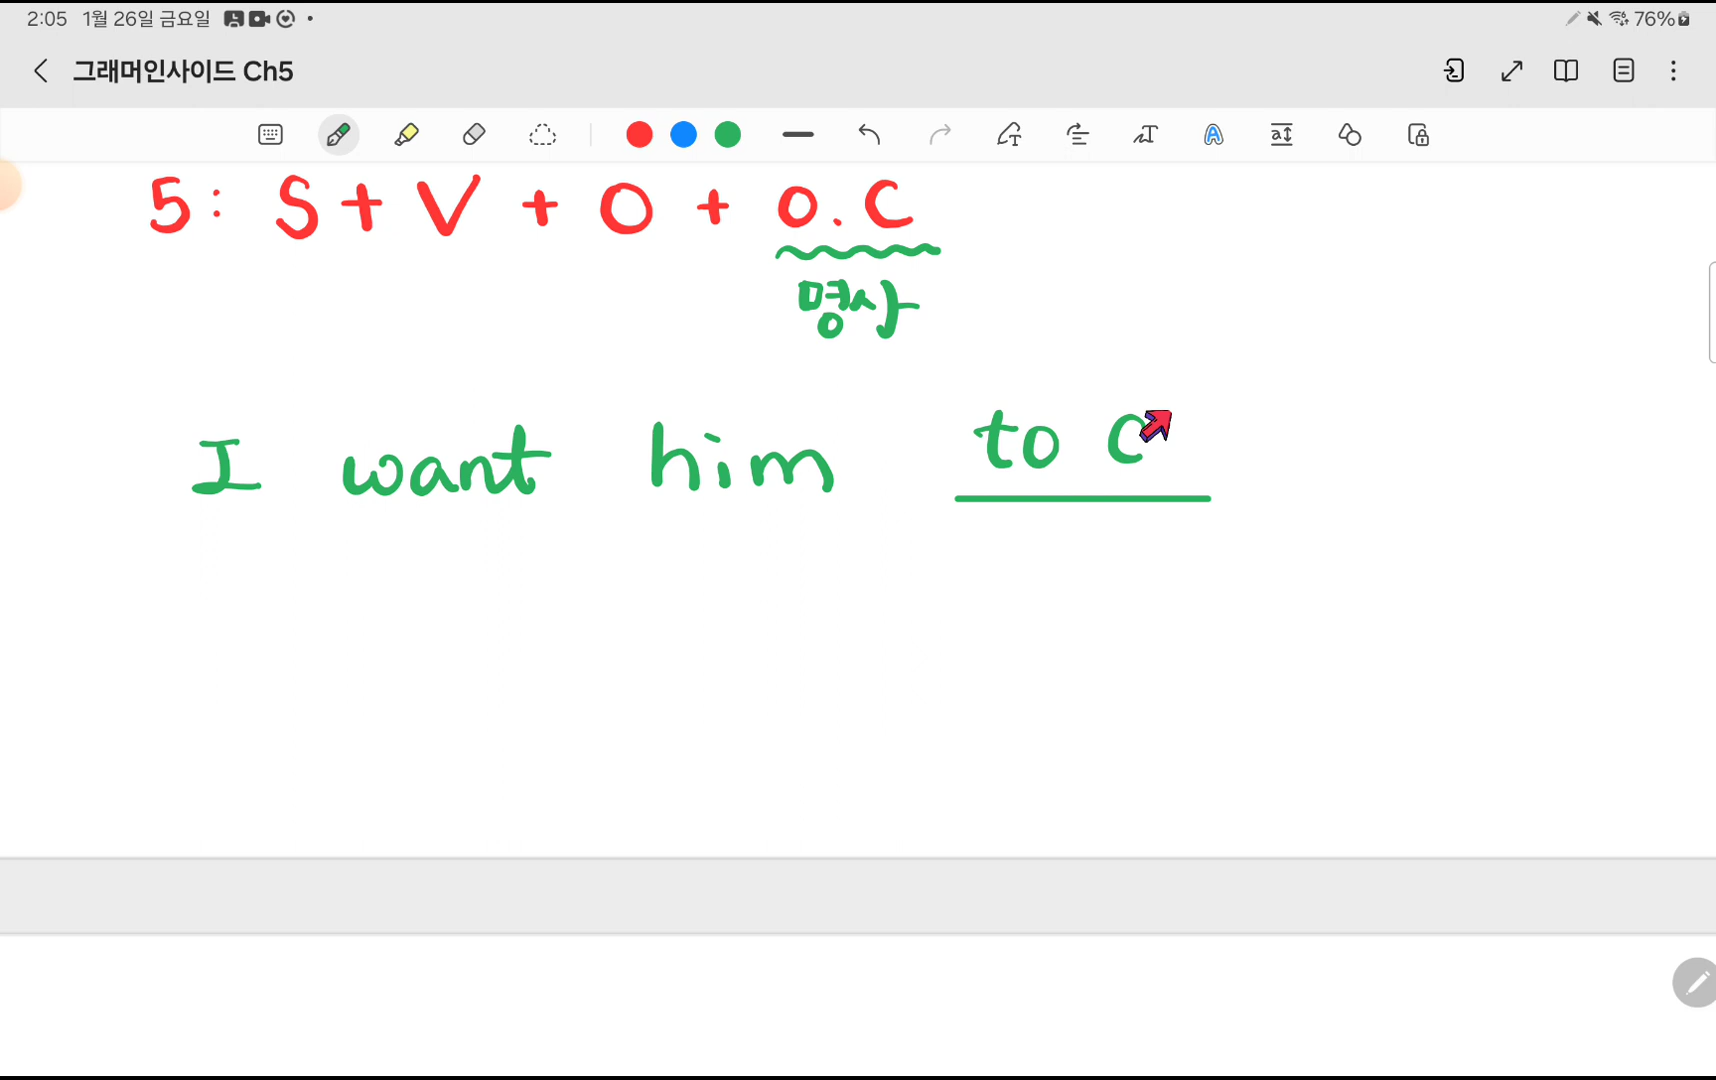 2:05 1월 26일 금요일
76%
그래머인사이드 Ch5
5: S + V + O + O.C
명사
I want him to c